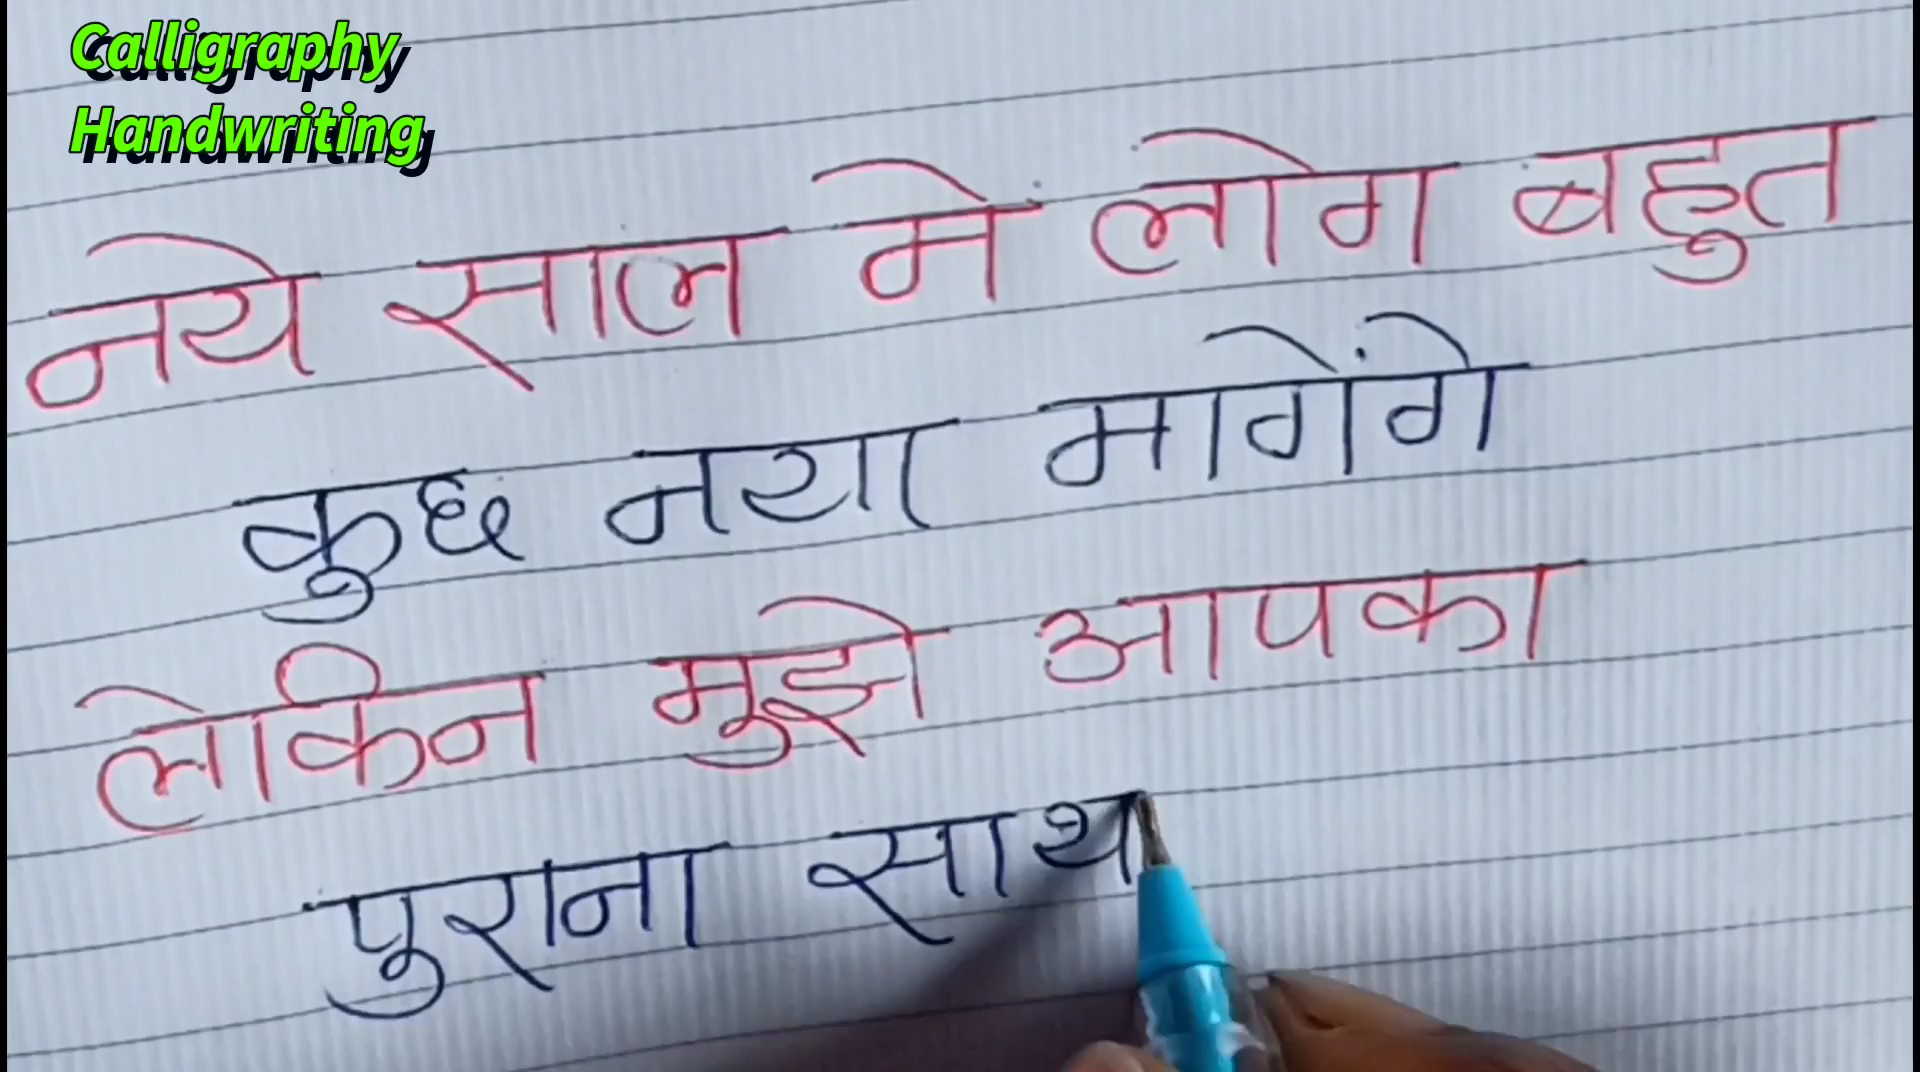 Calligraphy
Handwriting
नये साल मे लोग बहुत
कुछ नया मागेंगे
लेकिन मुझे आपका
पुराना साथ